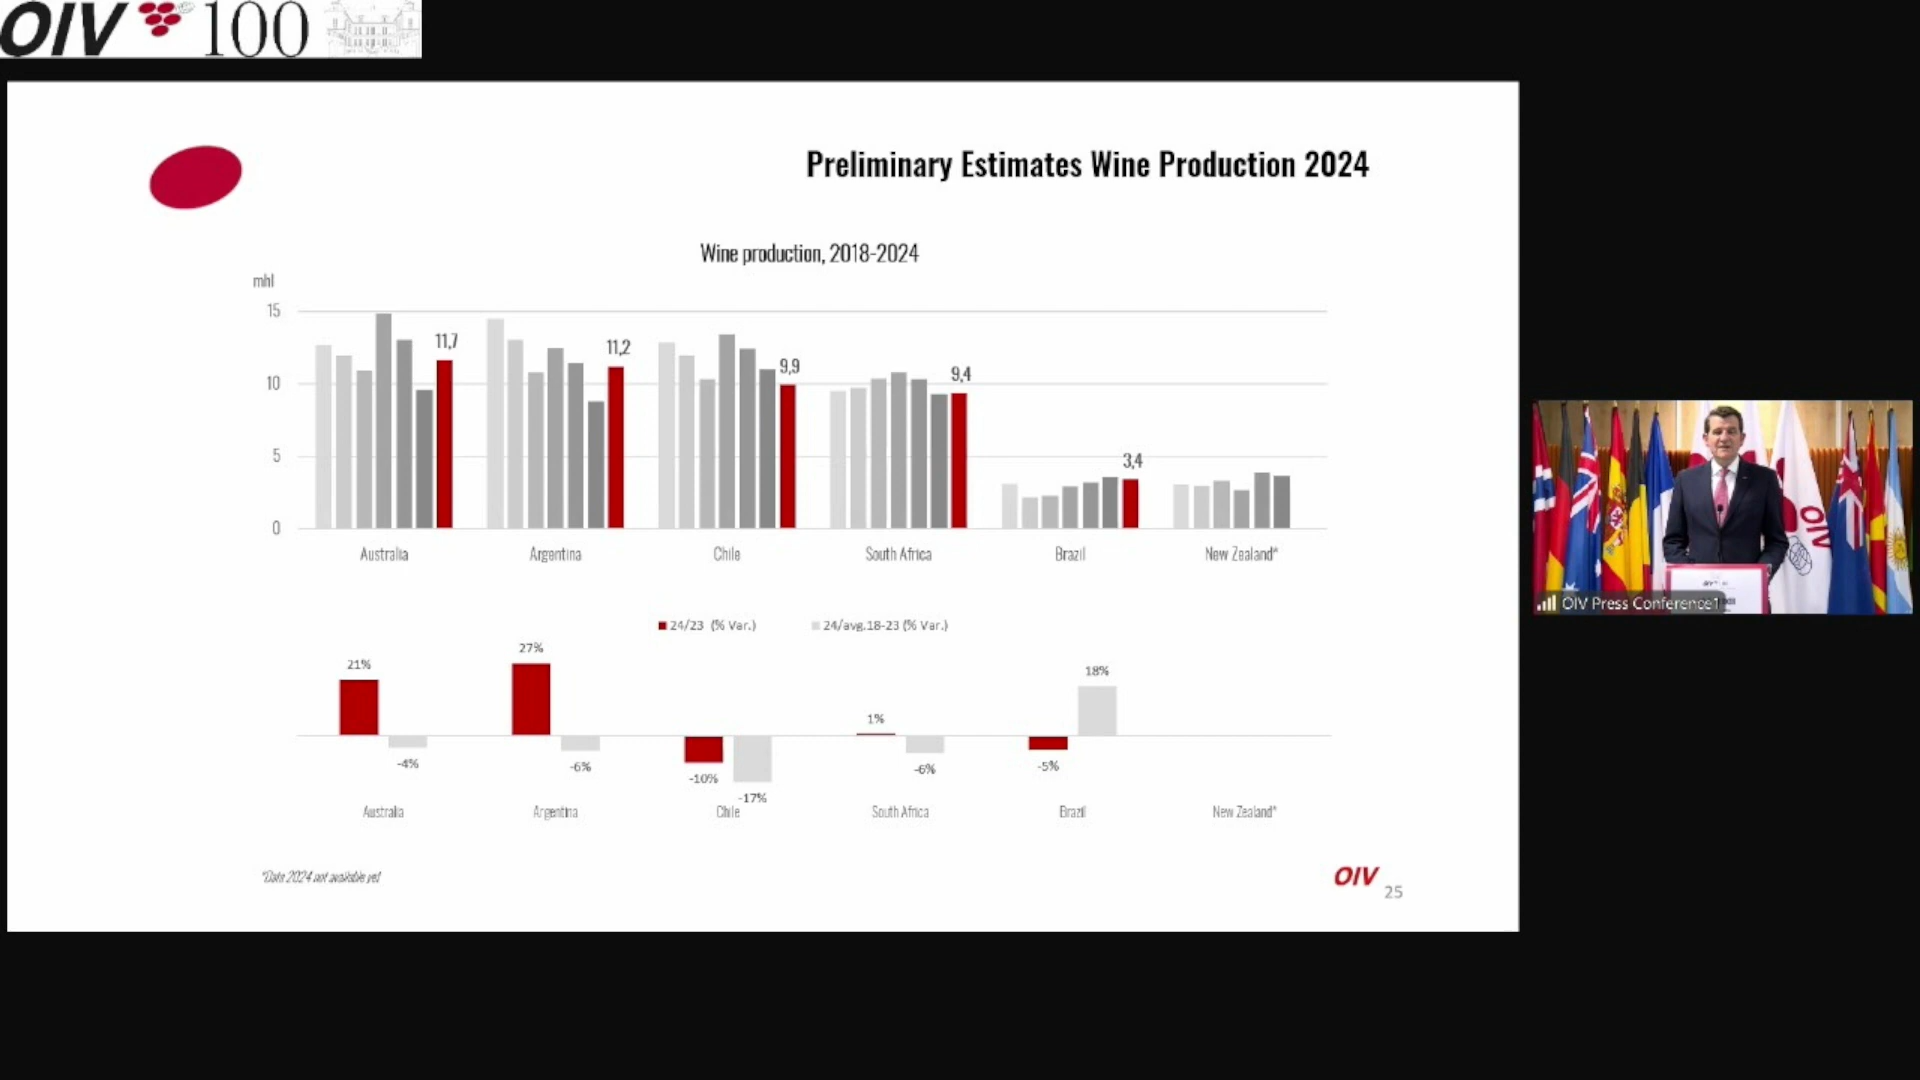 OIV 100
Preliminary Estimates Wine Production 2024
Wine production, 2018-2024
mhl
15
10
5
0
11,7
11,2
9,9
9,4
3,4
Australia
Argentina
Chile
South Africa
Brazil
New Zealand*
24/23 (% Var.)
24/avg.18-23 (% Var.)
21%
-4%
27%
-6%
-10%
-17%
1%
-6%
-5%
18%
Australia
Argentina
Chile
South Africa
Brazil
New Zealand*
*Data 2024 not available yet
OIV
25
OIV
OIV Press Conference1